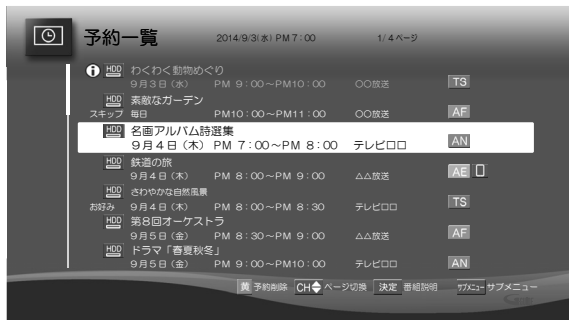 予約一覧 2014/9/3(水) PM 7：00 1/4 ページ
HDD わくわく動物めぐり
9月3日（水） PM 9：00～PM10：00 ○○放送 TS
HDD 素敵なガーデン
スキップ 毎日 PM10：00～PM11：00 ○○放送 AF
HDD 名画アルバム詩選集
9月4日（木） PM 7：00～PM 8：00 テレビ□□ AN
HDD 鉄道の旅
9月4日（木） PM 8：00～PM 9：00 △△放送 AE
HDD さわやかな自然風景
お好み 9月4日（木） PM 8：00～PM 8：30 テレビ□□ TS
HDD 第8回オーケストラ
9月5日（金） PM 8：30～PM 9：00 △△放送 AF
HDD ドラマ「春夏秋冬」
9月5日（金） PM 9：00～PM10：00 テレビ□□ AN
黄 予約削除 CH ページ切換 決定 番組説明 サブメニュー サブメニュー